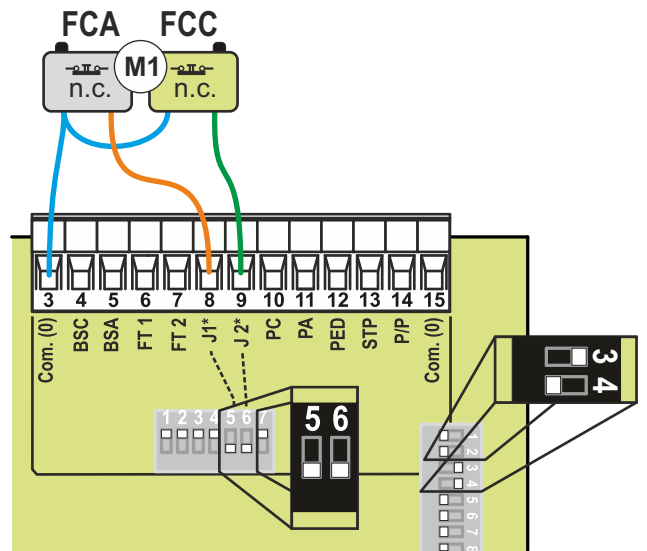 FCA FCC
M1
n.c. n.c.
3 4 5 6 7 8 9 10 11 12 13 14 15
Com. (0) BSC BSA FT 1 FT 2 J1* J 2* PC PA PED STP P/P Com. (0)
3
4
1 2 3 4 5 6 7
5 6
1
2
3
4
5
6
7
8